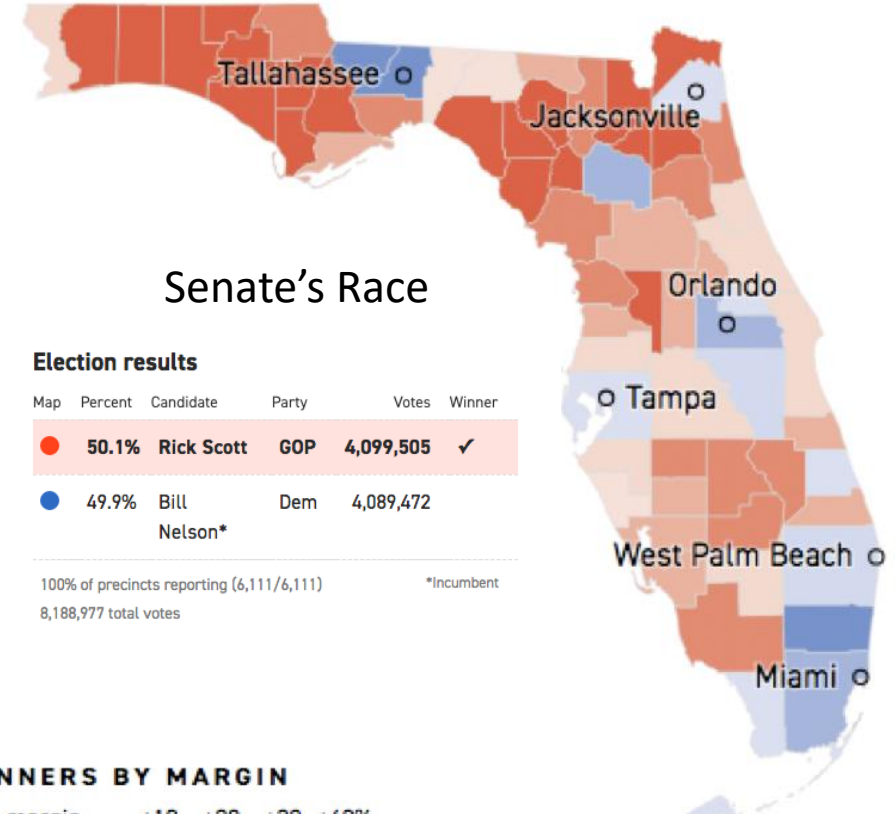 Tallahassee
Jacksonville
Senate's Race
Orlando
Election results
Map Percent Candidate Party Votes Winner
50.1% Rick Scott GOP 4,099,505 ✓
Tampa
49.9% Bill Nelson* Dem 4,089,472
100% of precincts reporting (6,111/6,111) *Incumbent
8,188,977 total votes
West Palm Beach
Miami
NNERS BY MARGIN